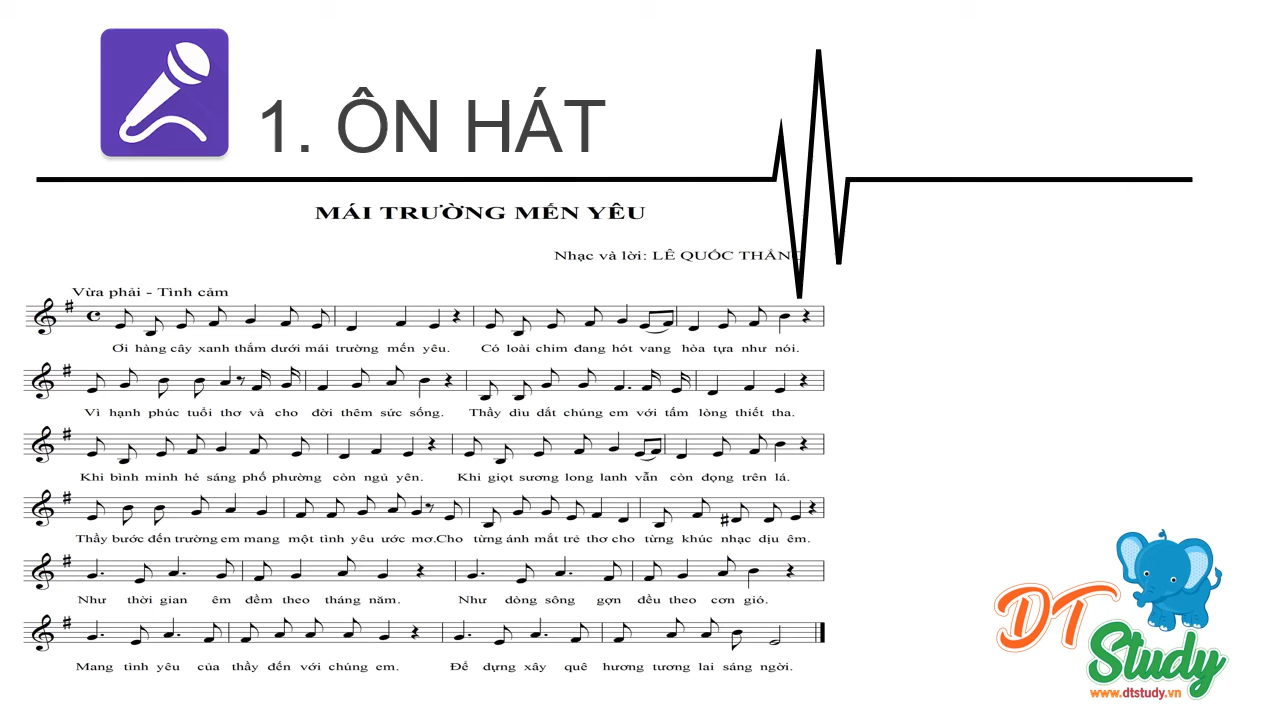 1. ÔN HÁT
MÁI TRƯỜNG MẾN YÊU
Nhạc và lời: LÊ QUỐC THẮNG
Vừa phải - Tình cảm
Ơi hàng cây xanh thắm dưới mái trường mến yêu. Có loài chim đang hót vang hòa tựa như nói.
Vì hạnh phúc tuổi thơ và cho đời thêm sức sống. Thầy dìu dắt chúng em với tấm lòng thiết tha.
Khi bình minh hé sáng phố phường còn ngủ yên. Khi giọt sương long lanh vẫn còn đọng trên lá.
Thầy bước đến trường em mang một tình yêu ước mơ.Cho từng ánh mắt trẻ thơ cho từng khúc nhạc dịu êm.
Như thời gian êm đềm theo tháng năm. Như dòng sông gợn đều theo cơn gió.
Mang tình yêu của thầy đến với chúng em. Để dựng xây quê hương tương lai sáng ngời.
DT
Study
www.dtstudy.vn